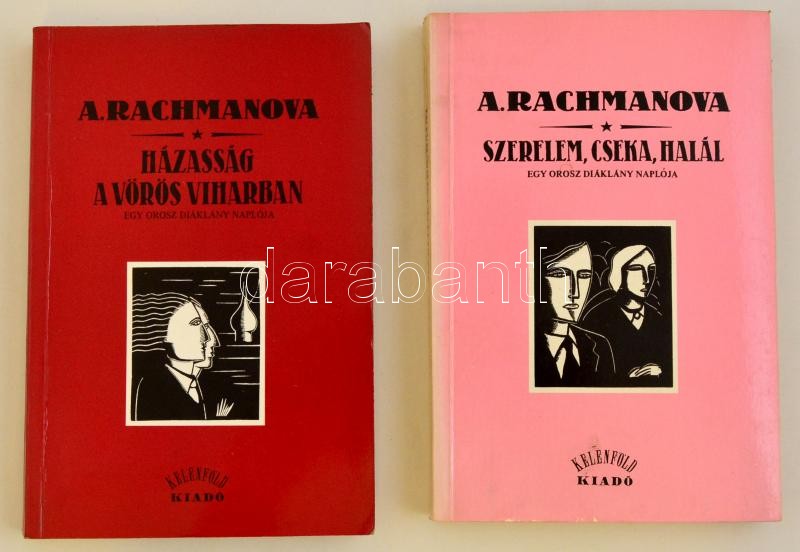 A.RACHMANOVA
HÁZASSÁG
A VÖRÖS VIHARBAN
EGY OROSZ DIÁKLÁNY NAPLÓJA
KELENFÖLD
KIADÓ
A.RACHMANOVA
SZERELEM, CSEKA, HALÁL
EGY OROSZ DIÁKLÁNY NAPLÓJA
KELENFÖLD
KIADÓ
darabanth